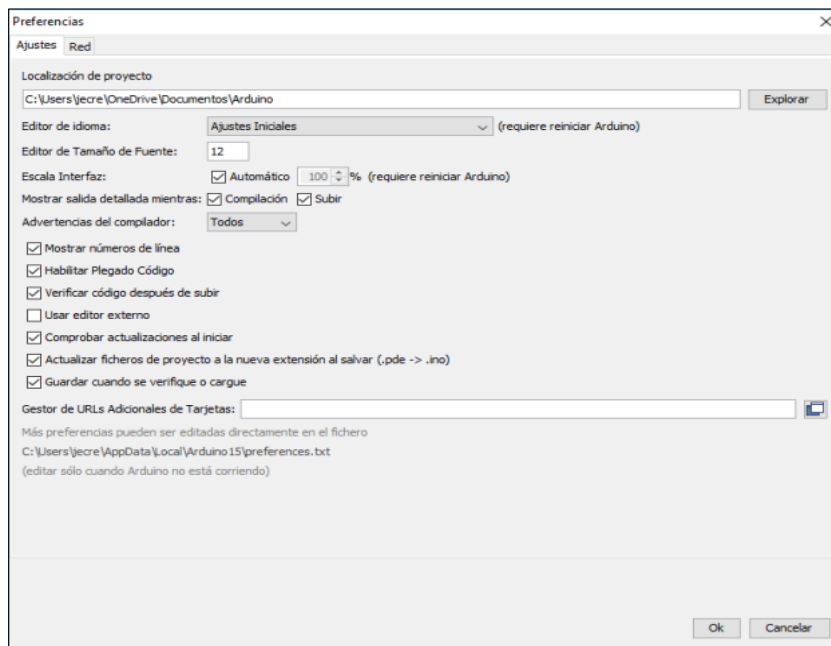 Preferencias
Ajustes Red
Localización de proyecto
C:\Users\jecre\OneDrive\Documentos\Arduino Explorar
Editor de idioma: Ajustes Iniciales (requiere reiniciar Arduino)
Editor de Tamaño de Fuente: 12
Escala Interfaz: Automático 100 % (requiere reiniciar Arduino)
Mostrar salida detallada mientras: Compilación Subir
Advertencias del compilador: Todos
Mostrar números de línea
Habilitar Plegado Código
Verificar código después de subir
Usar editor externo
Comprobar actualizaciones al iniciar
Actualizar ficheros de proyecto a la nueva extensión al salvar (.pde -> .ino)
Guardar cuando se verifique o cargue
Gestor de URLs Adicionales de Tarjetas:
Más preferencias pueden ser editadas directamente en el fichero
C:\Users\jecre\AppData\Local\Arduino15\preferences.txt
(editar sólo cuando Arduino no está corriendo)
Ok Cancelar